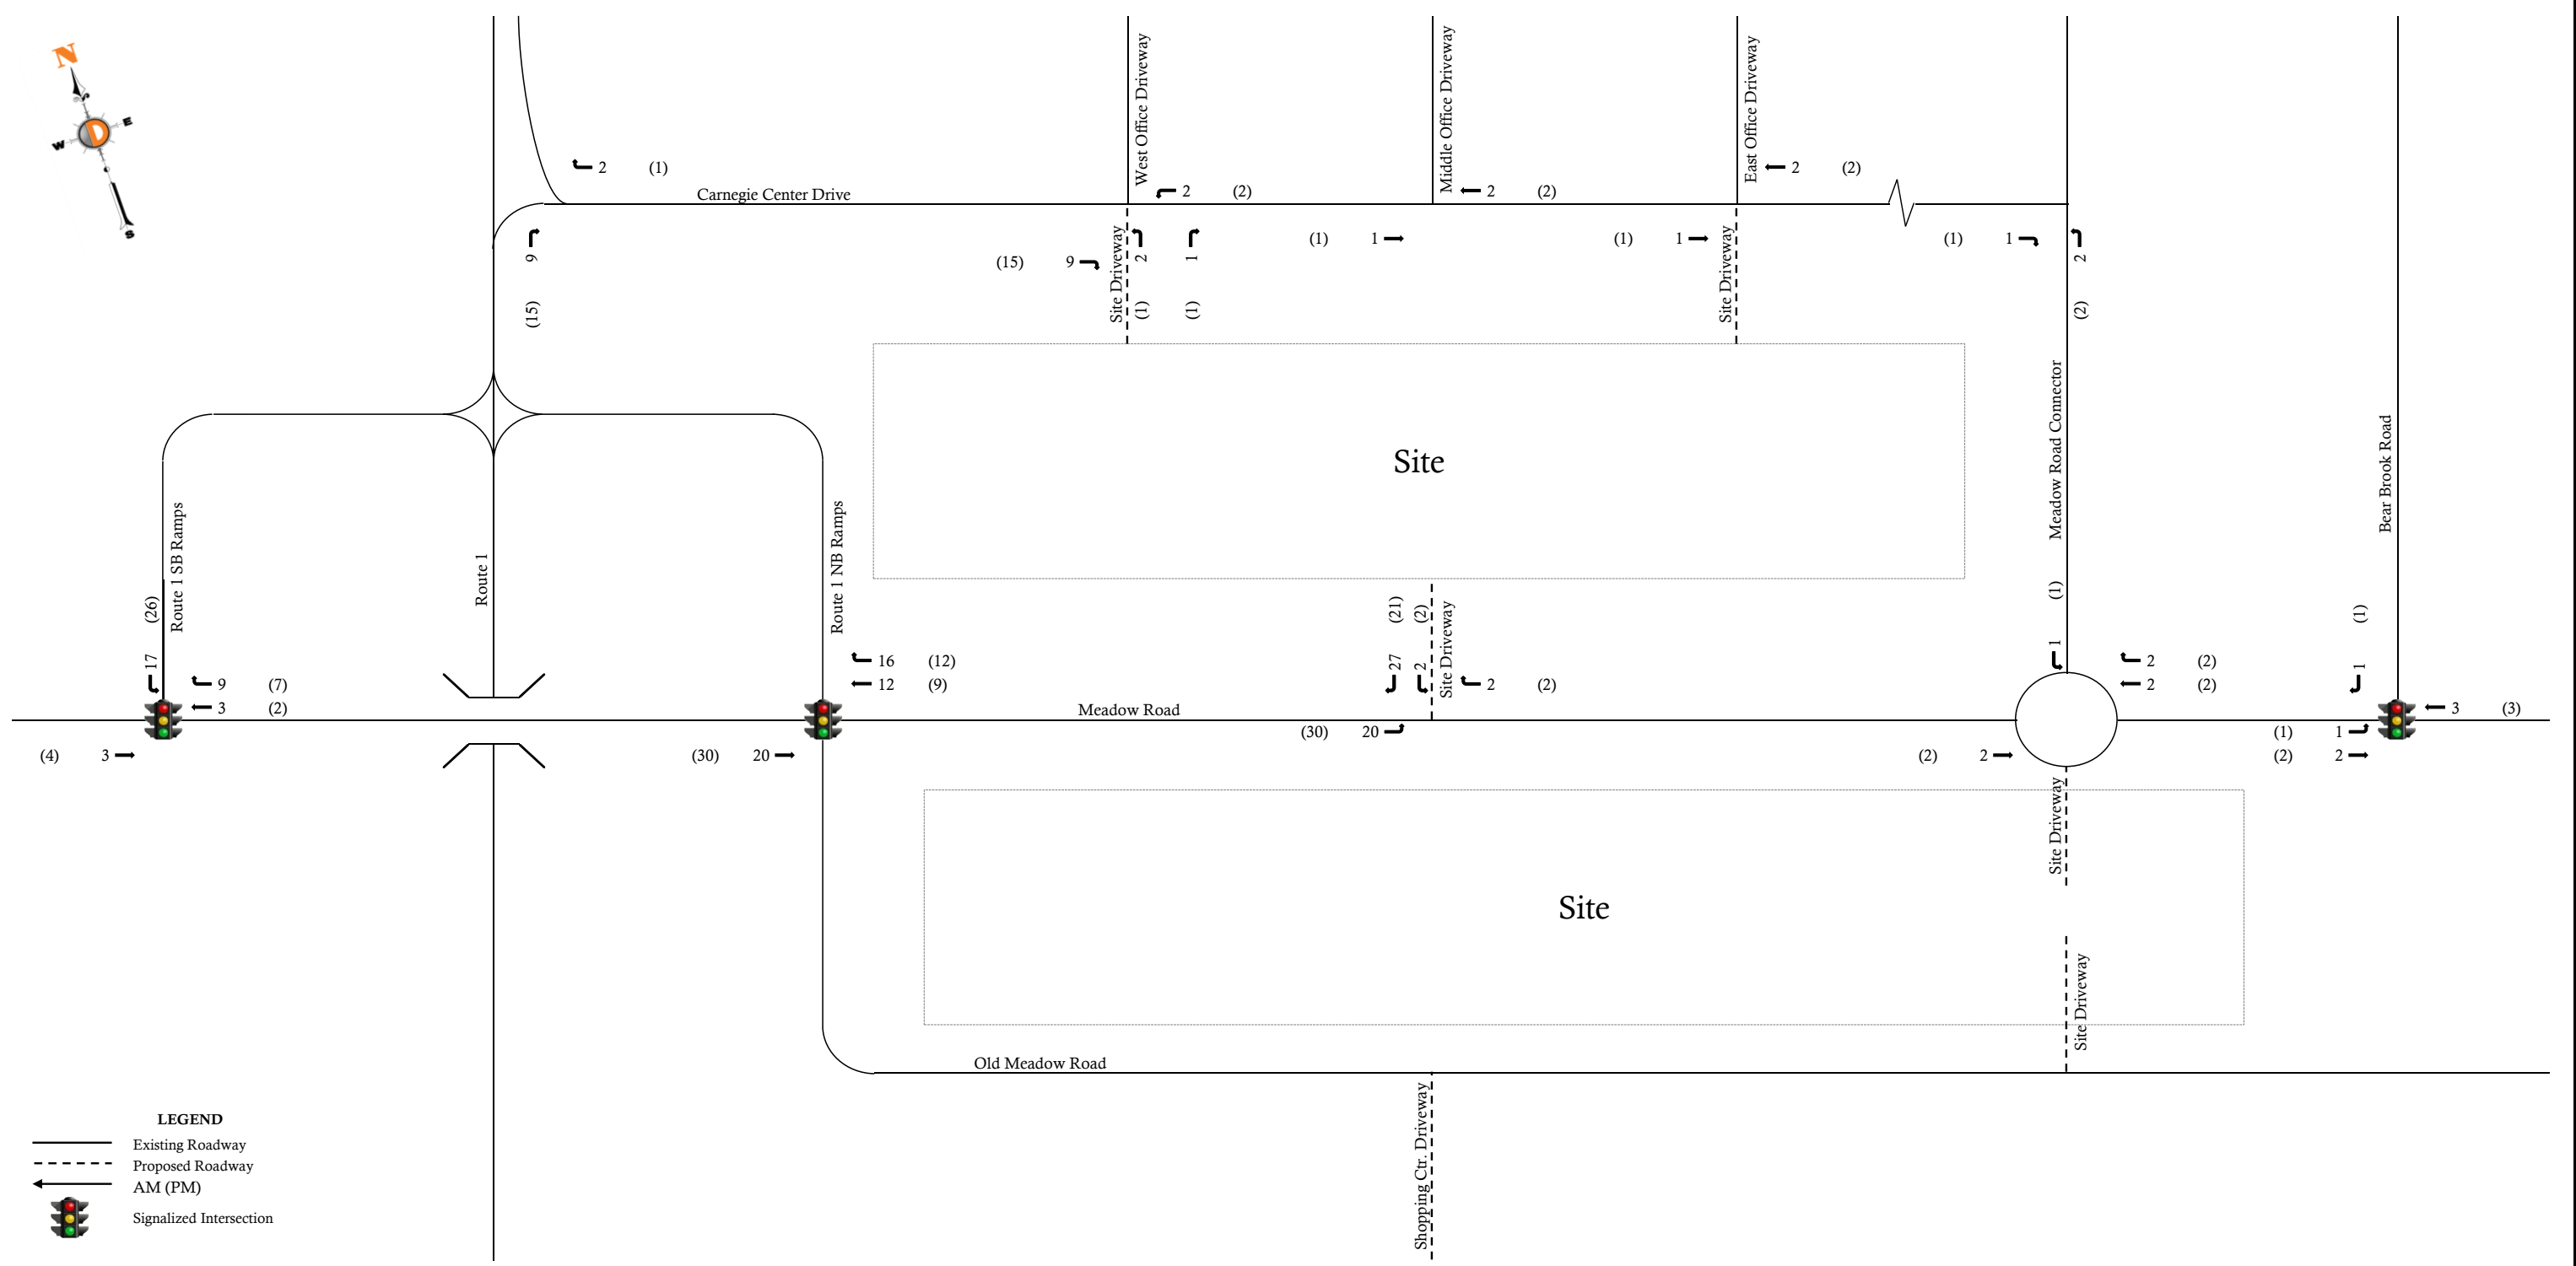 N
E
W
S
D
West Office Driveway
Middle Office Driveway
East Office Driveway
2 (1)
2 (2)
2 (2)
2 (2)
Carnegie Center Drive
9
(15)
(15) 9
Site Driveway
2
(1)
1
(1)
(1) 1
(1) 1
Site Driveway
(1) 1
2
(2)
Site
Meadow Road Connector
(1)
1
Bear Brook Road
(1)
1
Route 1 SB Ramps
(26)
17
Route 1
Route 1 NB Ramps
(21)
27
(2)
2
Site Driveway
9 (7)
3 (2)
16 (12)
12 (9)
2 (2)
2 (2)
2 (2)
3 (3)
Meadow Road
(4) 3
(30) 20
(30) 20
(2) 2
(1) 1
(2) 2
Site Driveway
Site
Site Driveway
Old Meadow Road
Shopping Ctr. Driveway
LEGEND
Existing Roadway
Proposed Roadway
AM (PM)
Signalized Intersection